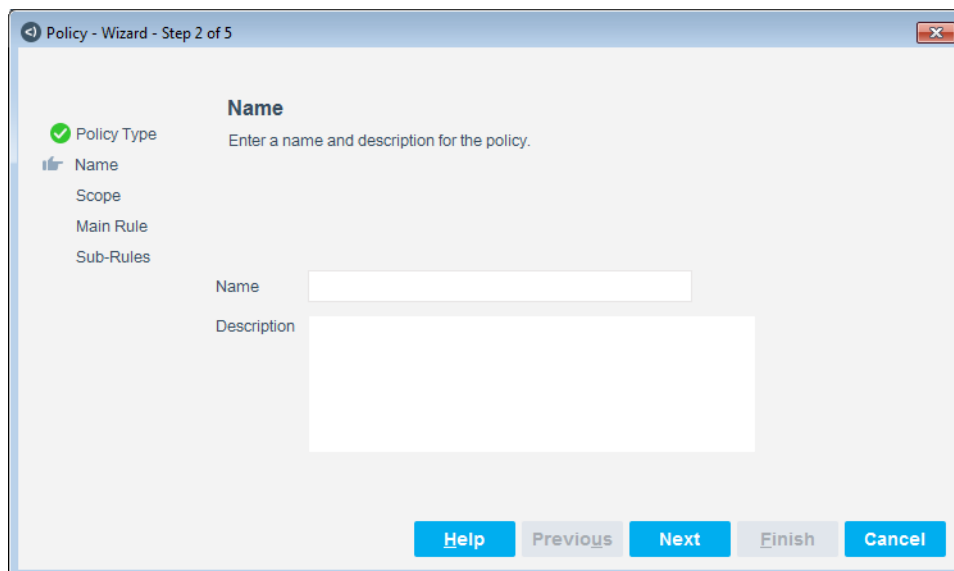 Policy - Wizard - Step 2 of 5
Policy Type
Name
Scope
Main Rule
Sub-Rules
Name
Enter a name and description for the policy.
Name
Description
Help Previous Next Finish Cancel